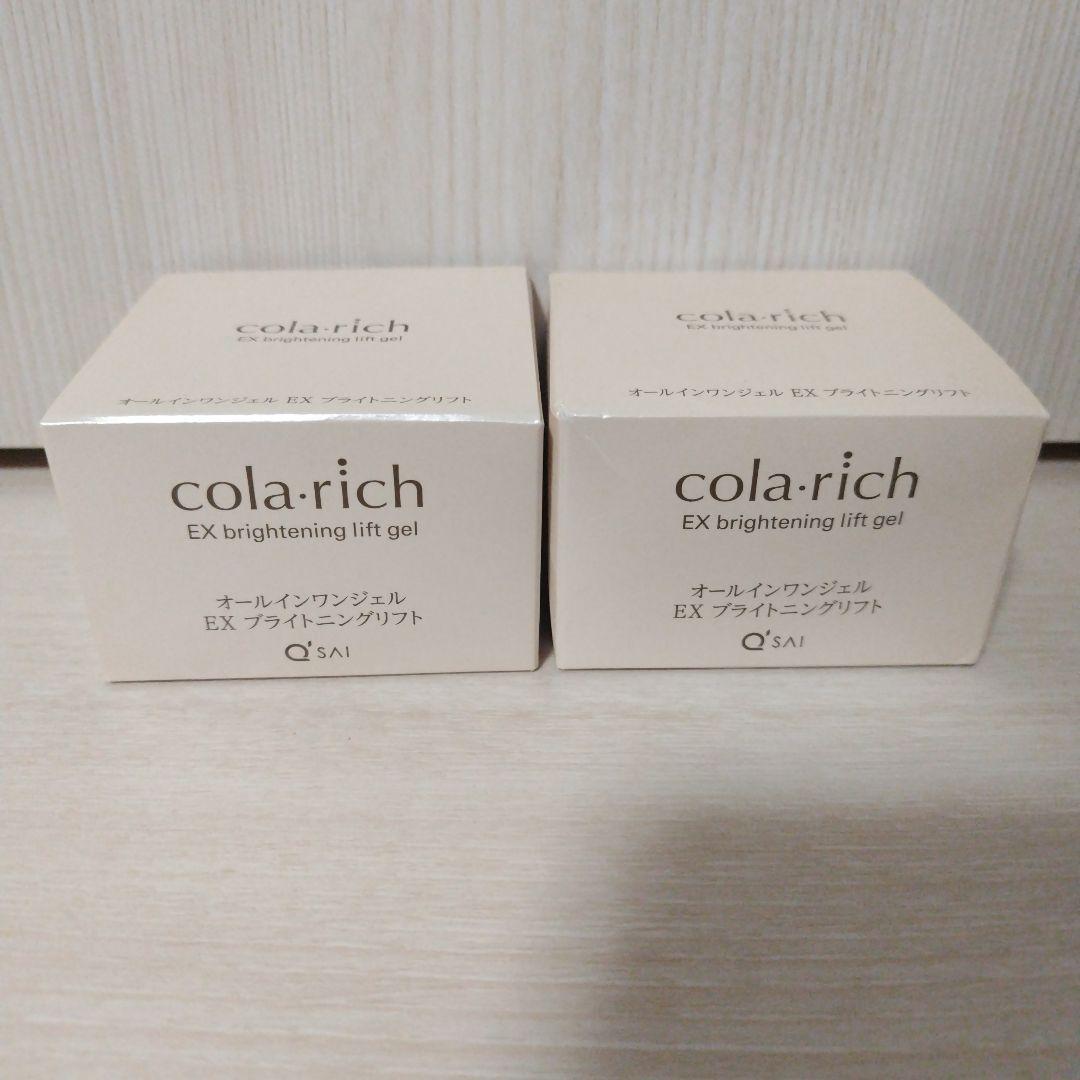 cola·rich
EX brightening lift gel
オールインワンジェル EX ブライトニングリフト
cola·rich
EX brightening lift gel
オールインワンジェル
EX ブライトニングリフト
Q'SAI
cola·rich
EX brightening lift gel
オールインワンジェル EX ブライトニングリフト
cola·rich
EX brightening lift gel
オールインワンジェル
EX ブライトニングリフト
Q'SAI